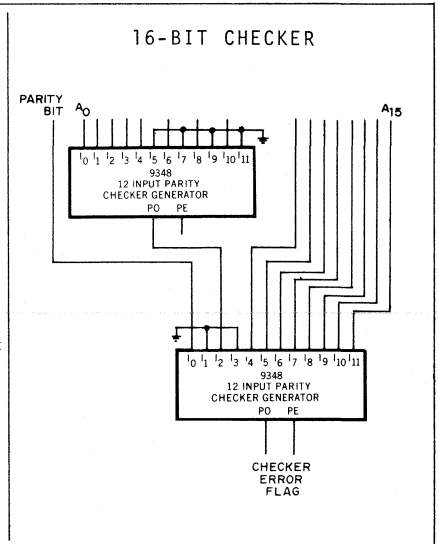 16-BIT CHECKER
PARITY
BIT
A0
A15
I0 I1 I2 I3 I4 I5 I6 I7 I8 I9 I10 I11
9348
12 INPUT PARITY
CHECKER GENERATOR
PO PE
I0 I1 I2 I3 I4 I5 I6 I7 I8 I9 I10 I11
9348
12 INPUT PARITY
CHECKER GENERATOR
PO PE
CHECKER
ERROR
FLAG